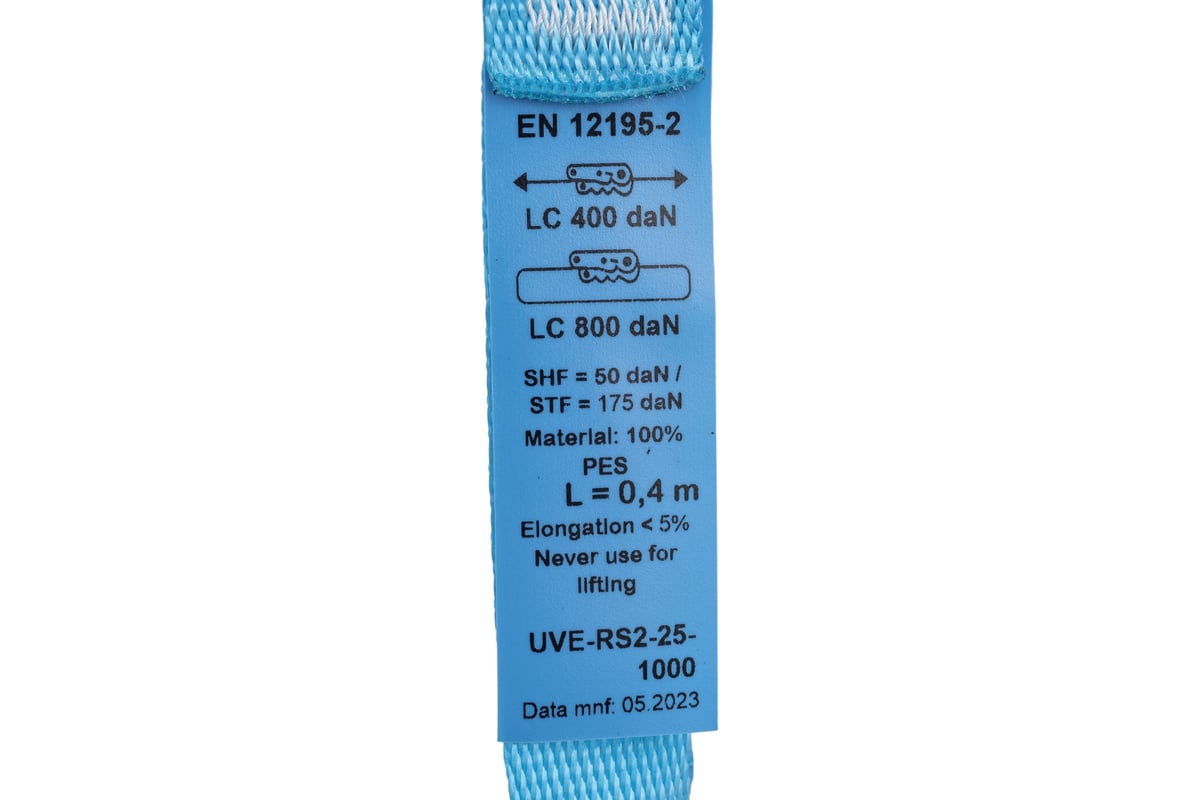 EN 12195-2
LC 400 daN
LC 800 daN
SHF = 50 daN /
STF = 175 daN
Material: 100%
PES
L = 0,4 m
Elongation < 5%
Never use for
lifting
UVE-RS2-25-
1000
Data mnf: 05.2023